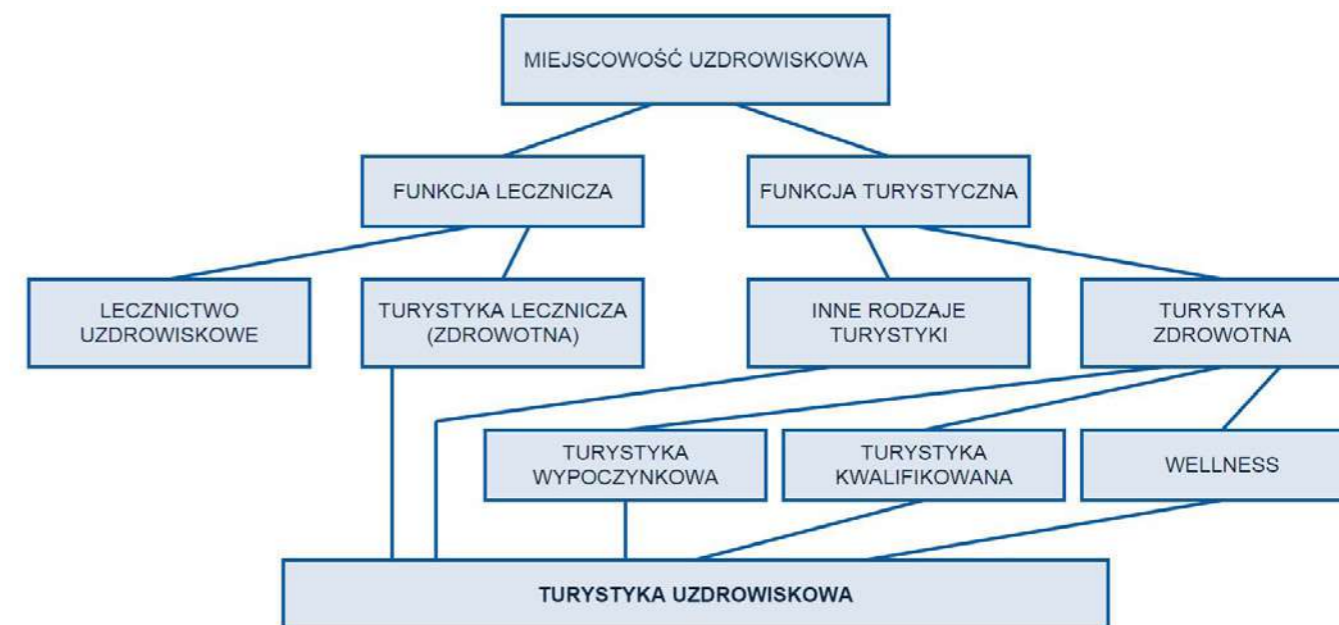 MIEJSCOWOŚĆ UZDROWISKOWA
FUNKCJA LECZNICZA
FUNKCJA TURYSTYCZNA
LECZNICTWO
UZDROWISKOWE
TURYSTYKA LECZNICZA
(ZDROWOTNA)
INNE RODZAJE
TURYSTYKI
TURYSTYKA
ZDROWOTNA
TURYSTYKA
WYPOCZYNKOWA
TURYSTYKA
KWALIFIKOWANA
WELLNESS
TURYSTYKA UZDROWISKOWA